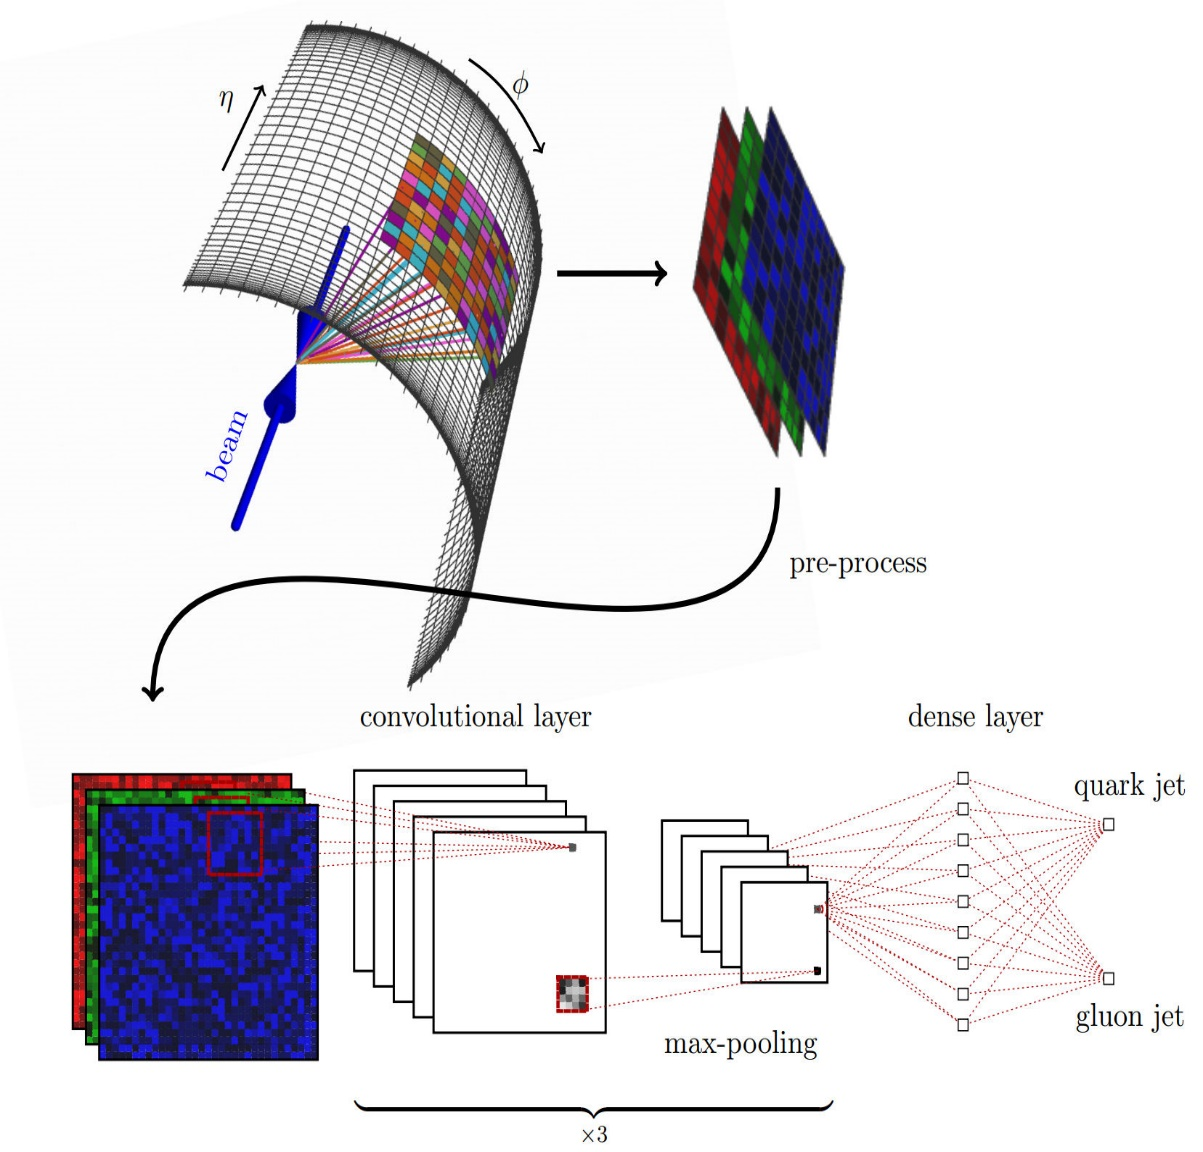 η
ϕ
beam
pre-process
convolutional layer
dense layer
quark jet
gluon jet
max-pooling
×3